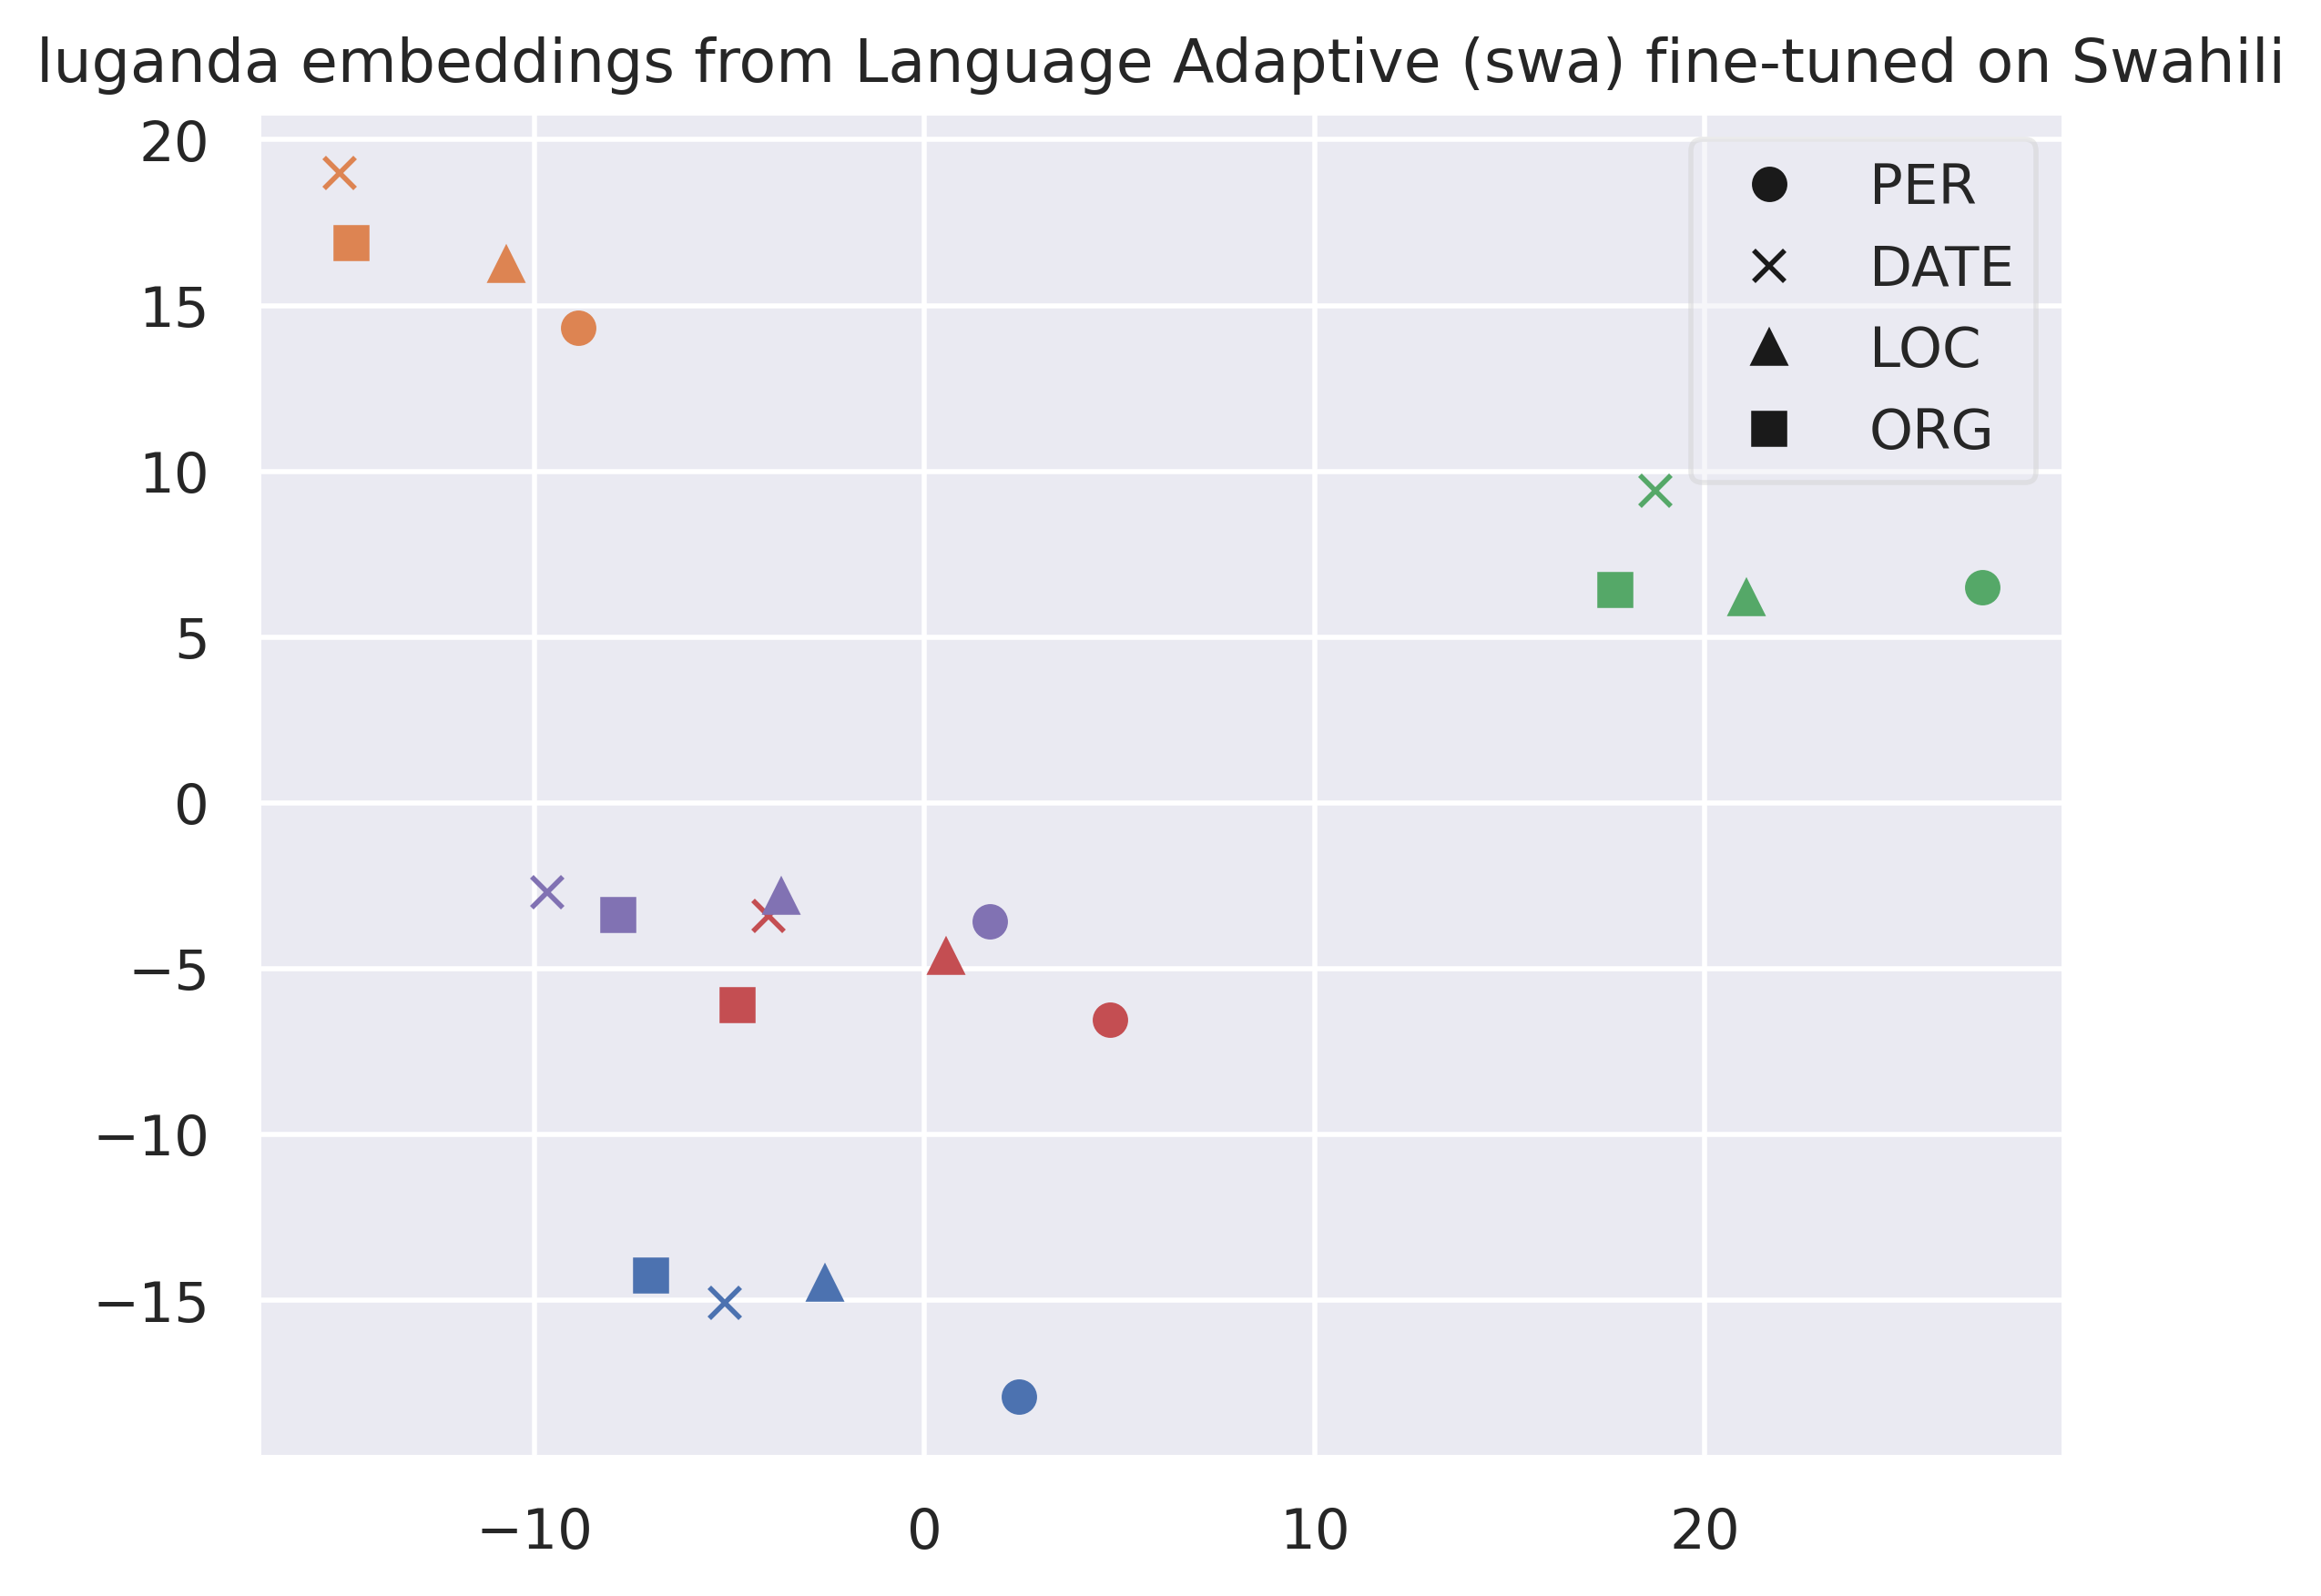 luganda embeddings from Language Adaptive (swa) fine-tuned on Swahili
20
15
10
5
0
−5
−10
−15
−10
0
10
20
PER
DATE
LOC
ORG